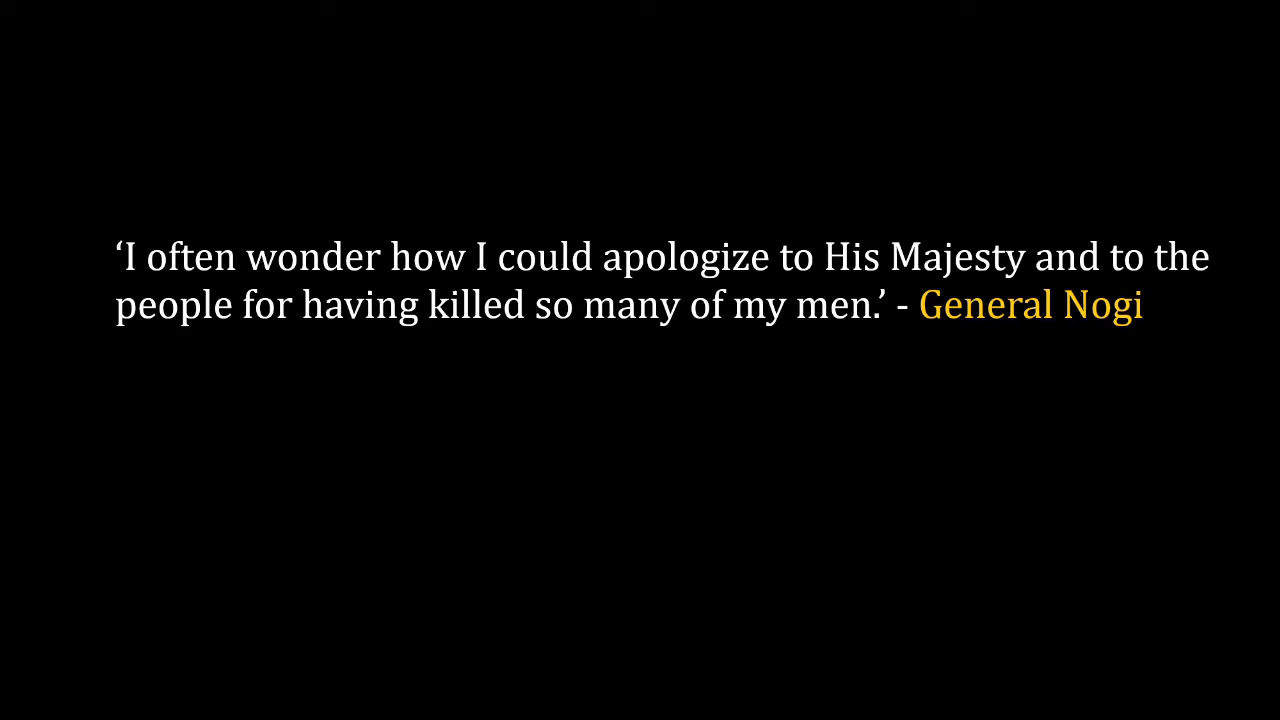 ‘I often wonder how I could apologize to His Majesty and to the
people for having killed so many of my men.’ - General Nogi